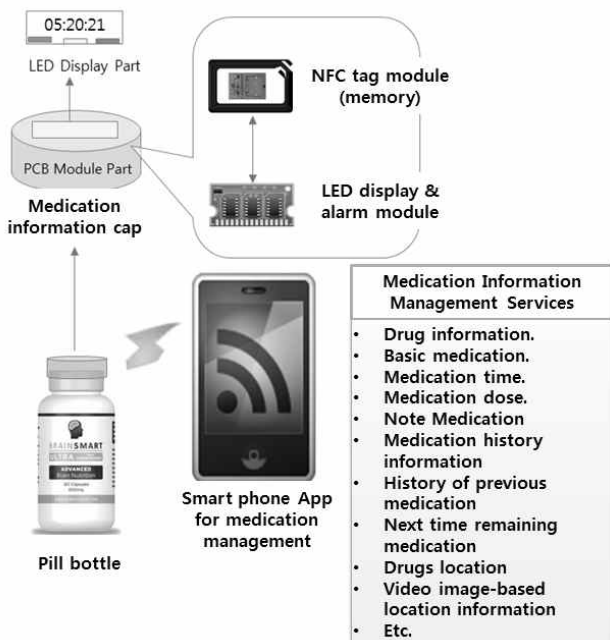 05:20:21
LED Display Part
PCB Module Part
Medication
information cap
NFC tag module
(memory)
LED display &
alarm module
BRAINSMART
ULTRA
ADVANCED
Brain Nutrition
Pill bottle
Smart phone App
for medication
management
Medication Information
Management Services
• Drug information.
• Basic medication.
• Medication time.
• Medication dose.
• Note Medication
• Medication history
information
• History of previous
medication
• Next time remaining
medication
• Drugs location
• Video image-based
location information
• Etc.